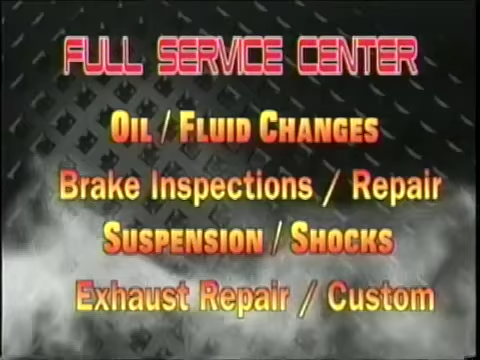 FULL SERVICE CENTER
OIL / FLUID CHANGES
Brake Inspections / Repair
SUSPENSION / SHOCKS
Exhaust Repair / Custom